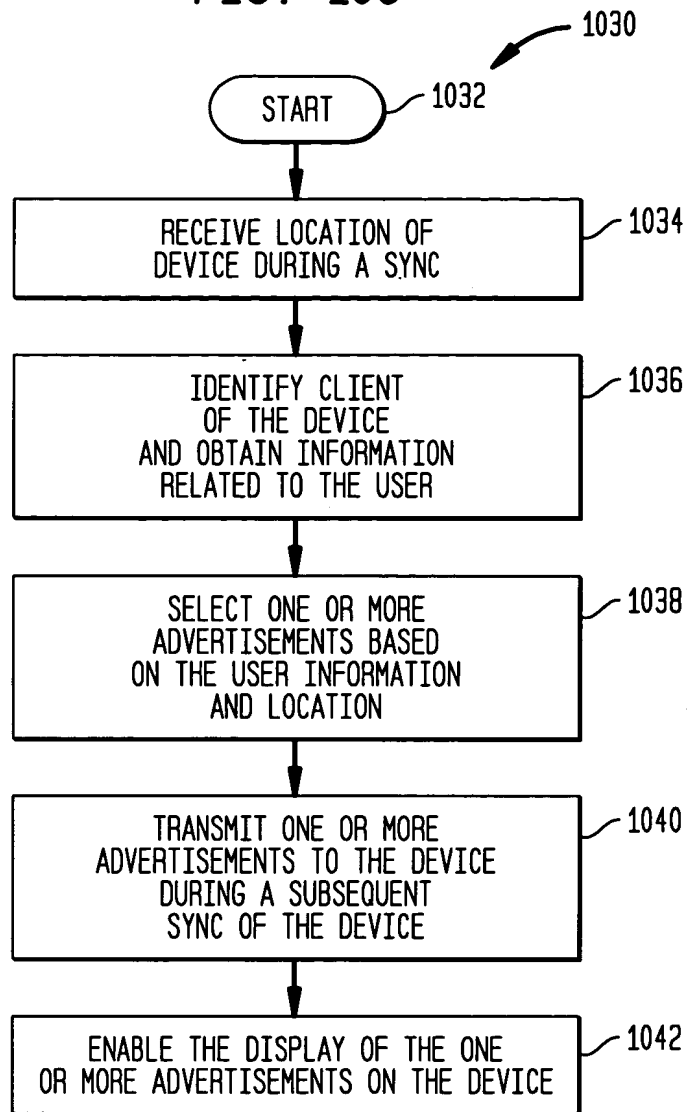 1030
START
1032
RECEIVE LOCATION OF
DEVICE DURING A SYNC
1034
IDENTIFY CLIENT
OF THE DEVICE
AND OBTAIN INFORMATION
RELATED TO THE USER
1036
SELECT ONE OR MORE
ADVERTISEMENTS BASED
ON THE USER INFORMATION
AND LOCATION
1038
TRANSMIT ONE OR MORE
ADVERTISEMENTS TO THE DEVICE
DURING A SUBSEQUENT
SYNC OF THE DEVICE
1040
ENABLE THE DISPLAY OF THE ONE
OR MORE ADVERTISEMENTS ON THE DEVICE
1042